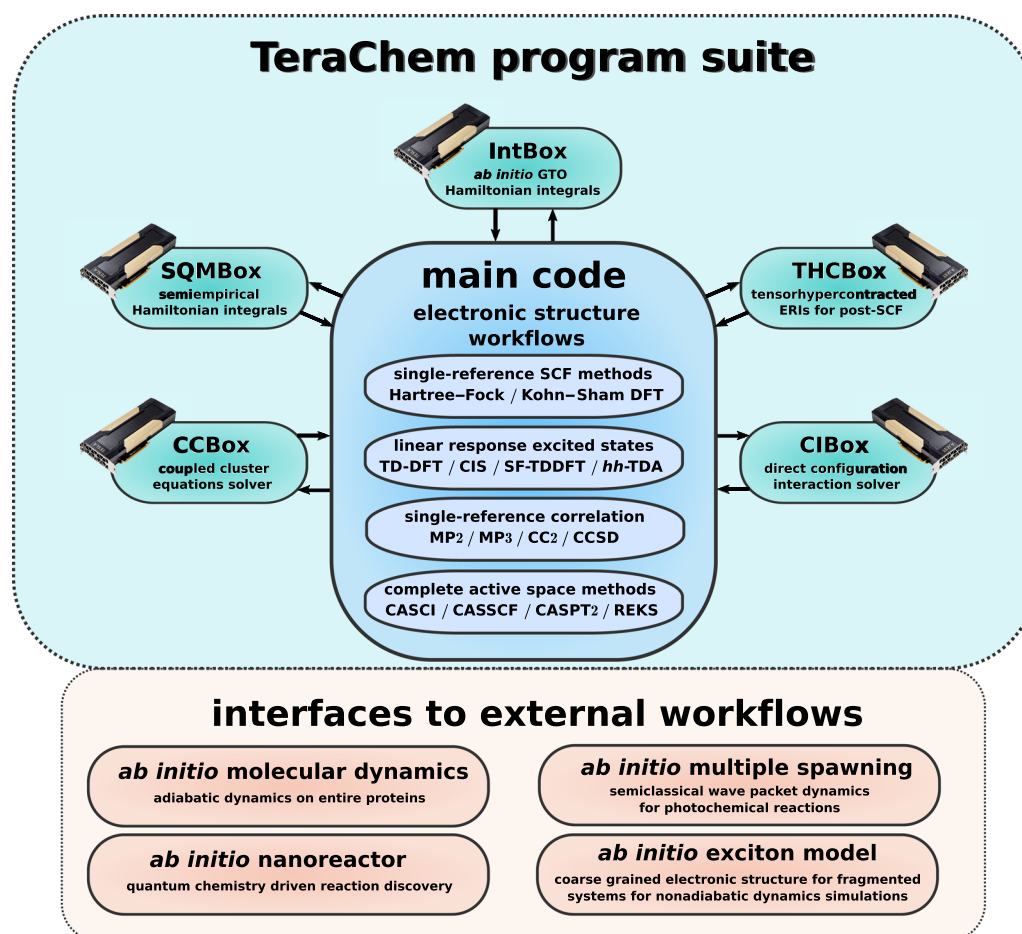 TeraChem program suite
IntBox
ab initio GTO
Hamiltonian integrals
SQMBox
semiempirical
Hamiltonian integrals
THCBox
tensorhypercontracted
ERIs for post-SCF
CCBox
coupled cluster
equations solver
CIBox
direct configuration
interaction solver
main code
electronic structure
workflows
single-reference SCF methods
Hartree–Fock / Kohn–Sham DFT
linear response excited states
TD-DFT / CIS / SF-TDDFT / hh-TDA
single-reference correlation
MP2 / MP3 / CC2 / CCSD
complete active space methods
CASCI / CASSCF / CASPT2 / REKS
interfaces to external workflows
ab initio molecular dynamics
adiabatic dynamics on entire proteins
ab initio multiple spawning
semiclassical wave packet dynamics
for photochemical reactions
ab initio nanoreactor
quantum chemistry driven reaction discovery
ab initio exciton model
coarse grained electronic structure for fragmented
systems for nonadiabatic dynamics simulations